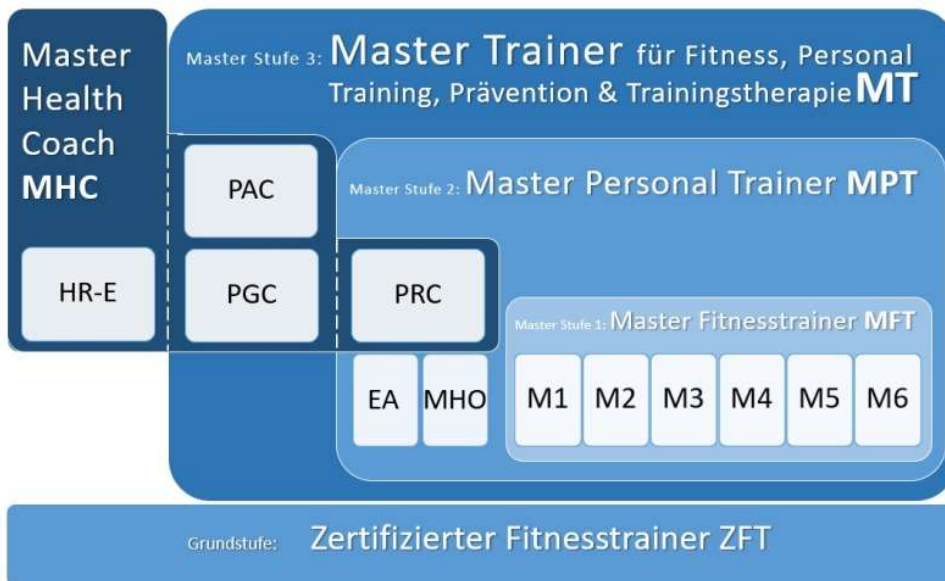 Master
Health
Coach
MHC
Master Stufe 3: Master Trainer für Fitness, Personal
Training, Prävention & Trainingstherapie MT
PAC
Master Stufe 2: Master Personal Trainer MPT
HR-E
PGC
PRC
Master Stufe 1: Master Fitnesstrainer MFT
EA
MHO
M1
M2
M3
M4
M5
M6
Grundstufe: Zertifizierter Fitnesstrainer ZFT